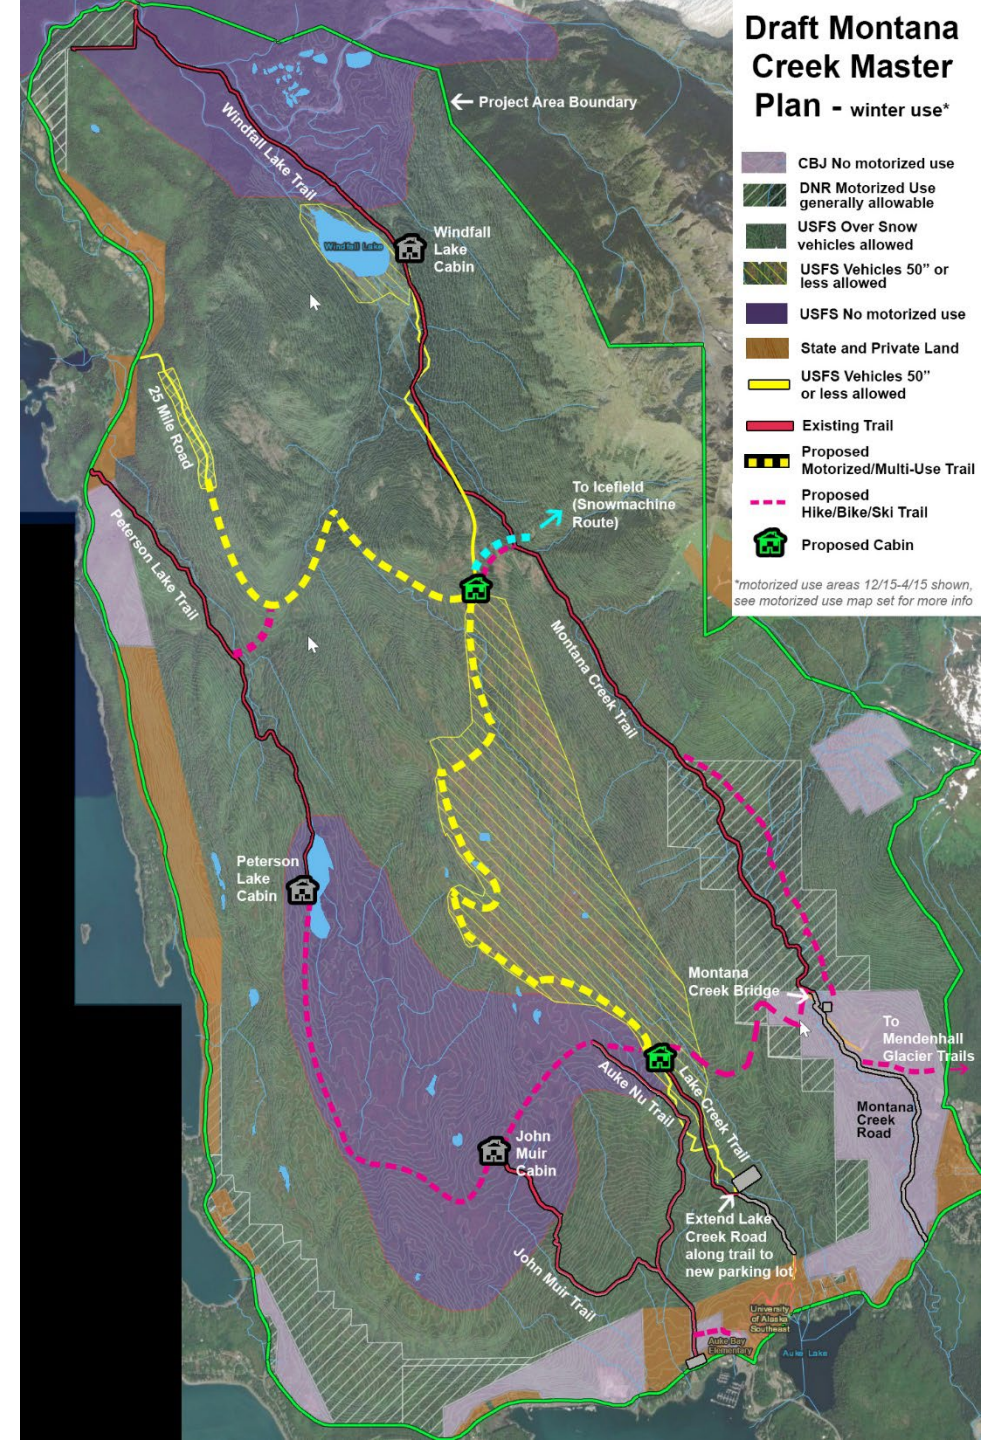 Draft Montana
Creek Master
Plan - winter use*
CBJ No motorized use
DNR Motorized Use
generally allowable
USFS Over Snow
vehicles allowed
USFS Vehicles 50” or
less allowed
USFS No motorized use
State and Private Land
USFS Vehicles 50”
or less allowed
Existing Trail
Proposed
Motorized/Multi-Use Trail
Proposed
Hike/Bike/Ski Trail
Proposed Cabin
*motorized use areas 12/15-4/15 shown,
see motorized use map set for more info
Project Area Boundary
Windfall Lake Trail
Windfall Lake
Windfall
Lake
Cabin
25 Mile Road
To Icefield
(Snowmachine
Route)
Peterson Lake Trail
Montana Creek Trail
Peterson
Lake
Cabin
Montana
Creek Bridge
To
Mendenhall
Glacier Trails
Auke Nu Trail
Lake Creek Trail
Montana
Creek
Road
John
Muir
Cabin
Extend Lake
Creek Road
along trail to
new parking lot
John Muir Trail
University
of Alaska
Southeast
Auke Bay
Elementary
Auke Lake